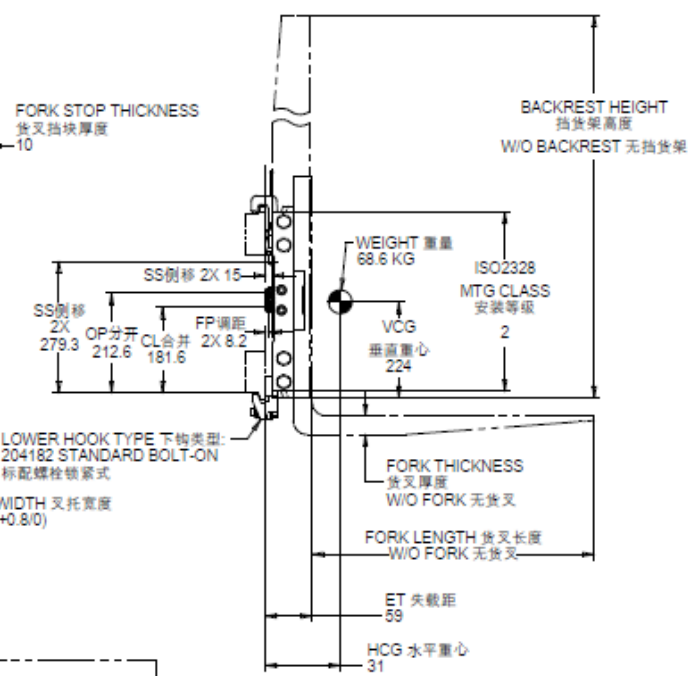 FORK STOP THICKNESS
货叉挡块厚度
10
BACKREST HEIGHT
挡货架高度
W/O BACKREST 无挡货架
WEIGHT 重量
68.6 KG
ISO2328
MTG CLASS
安装等级
2
SS侧移 2X 15
SS侧移
2X
279.3
OP分开
212.6
CL合并
181.6
FP调距
2X 8.2
VCG
垂直重心
224
LOWER HOOK TYPE 下钩类型:
204182 STANDARD BOLT-ON
标配螺栓锁紧式
WIDTH 叉托宽度
+0.8/0)
FORK THICKNESS
货叉厚度
W/O FORK 无货叉
FORK LENGTH 货叉长度
W/O FORK 无货叉
ET 失载距
59
HCG 水平重心
31